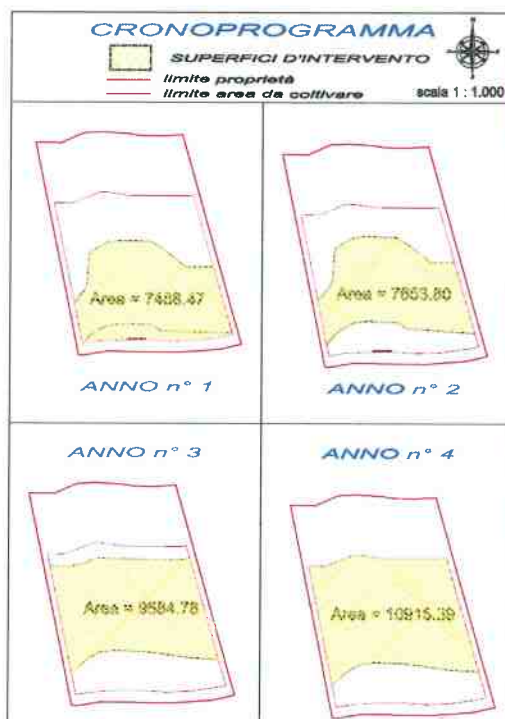 CRONOPROGRAMMA
SUPERFICI D'INTERVENTO
limite proprietà
limite area da coltivare
scala 1 : 1.000
Area = 7488.47
Area = 7653.80
ANNO n° 1
ANNO n° 2
ANNO n° 3
ANNO n° 4
Area = 9584.78
Area = 10915.39